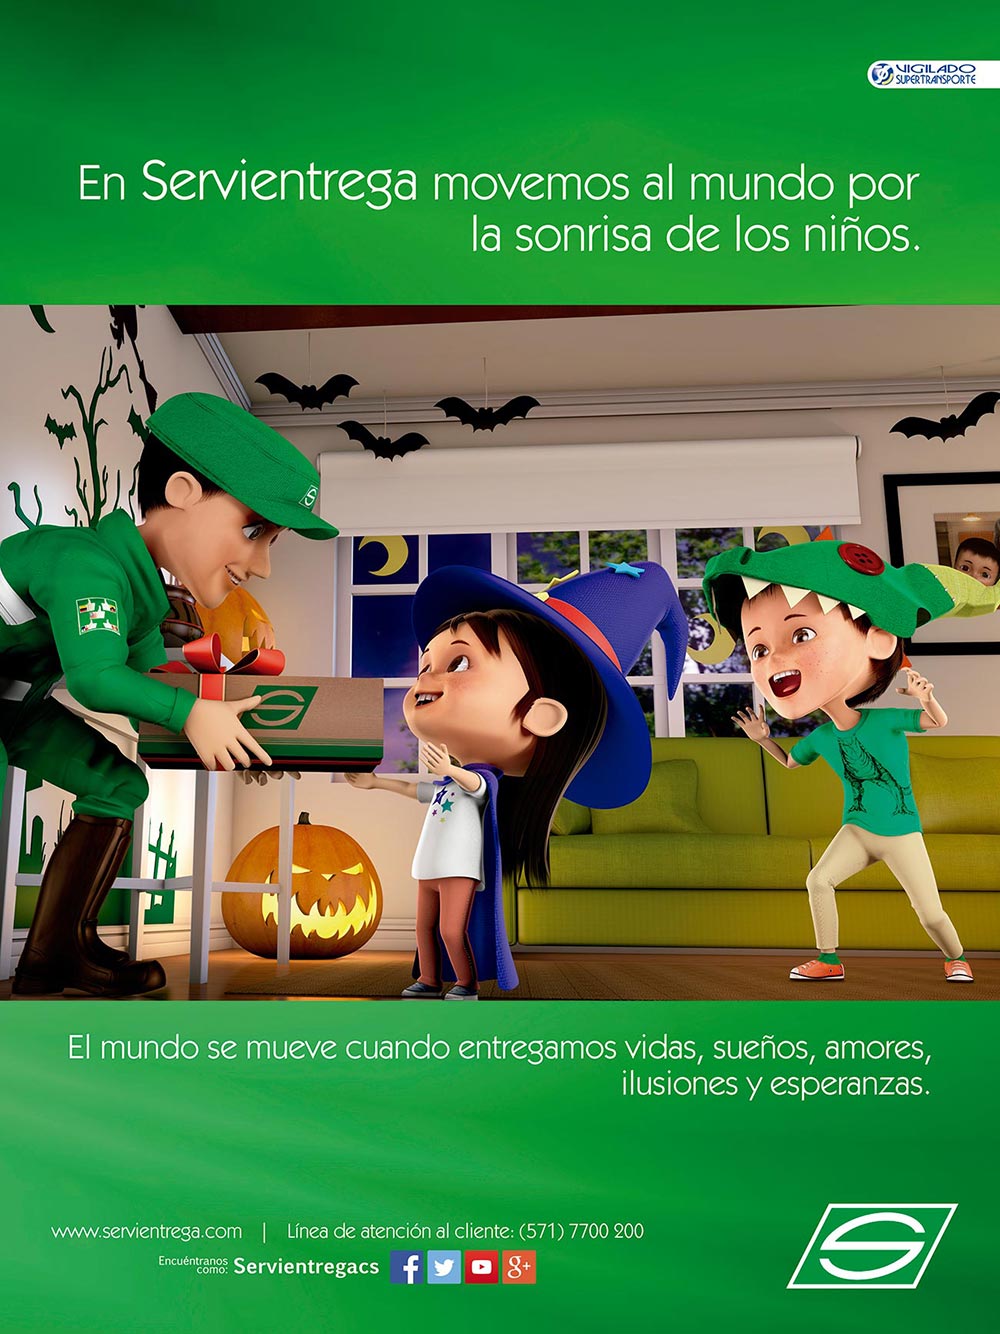 VIGILADO
SUPERTRANSPORTE
En Servientrega movemos al mundo por
la sonrisa de los niños.
El mundo se mueve cuando entregamos vidas, sueños, amores,
ilusiones y esperanzas.
www.servientrega.com | Línea de atención al cliente: (571) 7700 200
Encuéntranos
como: Servientregacs